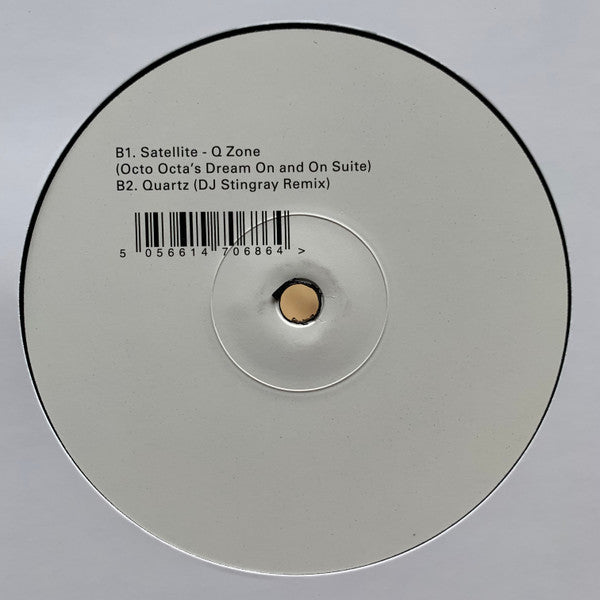 B1. Satellite - Q Zone
(Octo Octa's Dream On and On Suite)
B2. Quartz (DJ Stingray Remix)
5 056614 706864 >